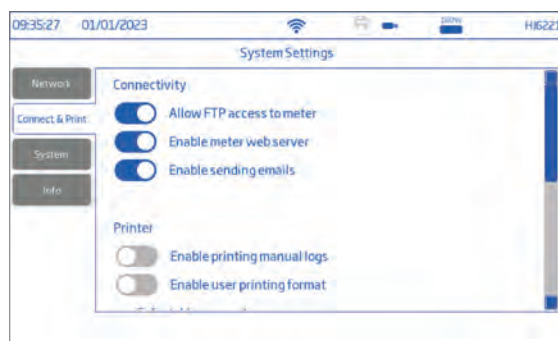 09:35:27 01/01/2023 HI6221
System Settings
Network
Connect & Print
System
Info
Connectivity
Allow FTP access to meter
Enable meter web server
Enable sending emails
Printer
Enable printing manual logs
Enable user printing format